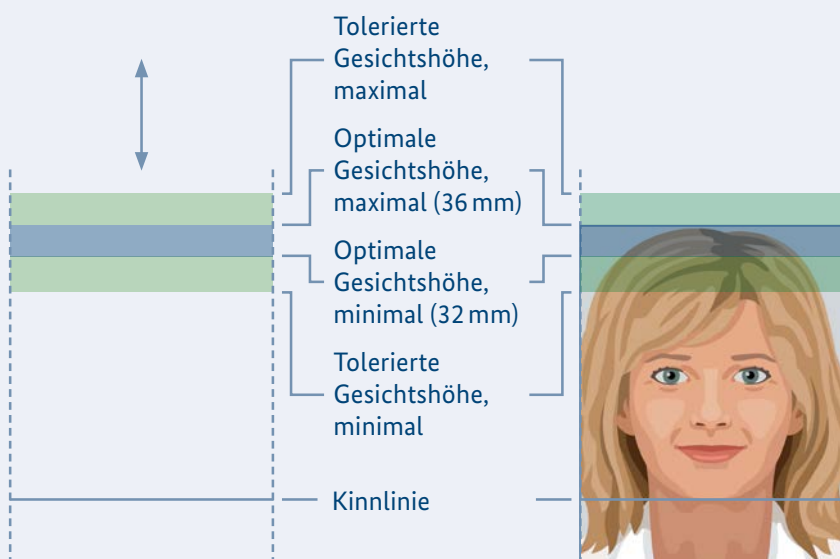 Tolerierte
Gesichtshöhe,
maximal
Optimale
Gesichtshöhe,
maximal (36 mm)
Optimale
Gesichtshöhe,
minimal (32 mm)
Tolerierte
Gesichtshöhe,
minimal
Kinnlinie